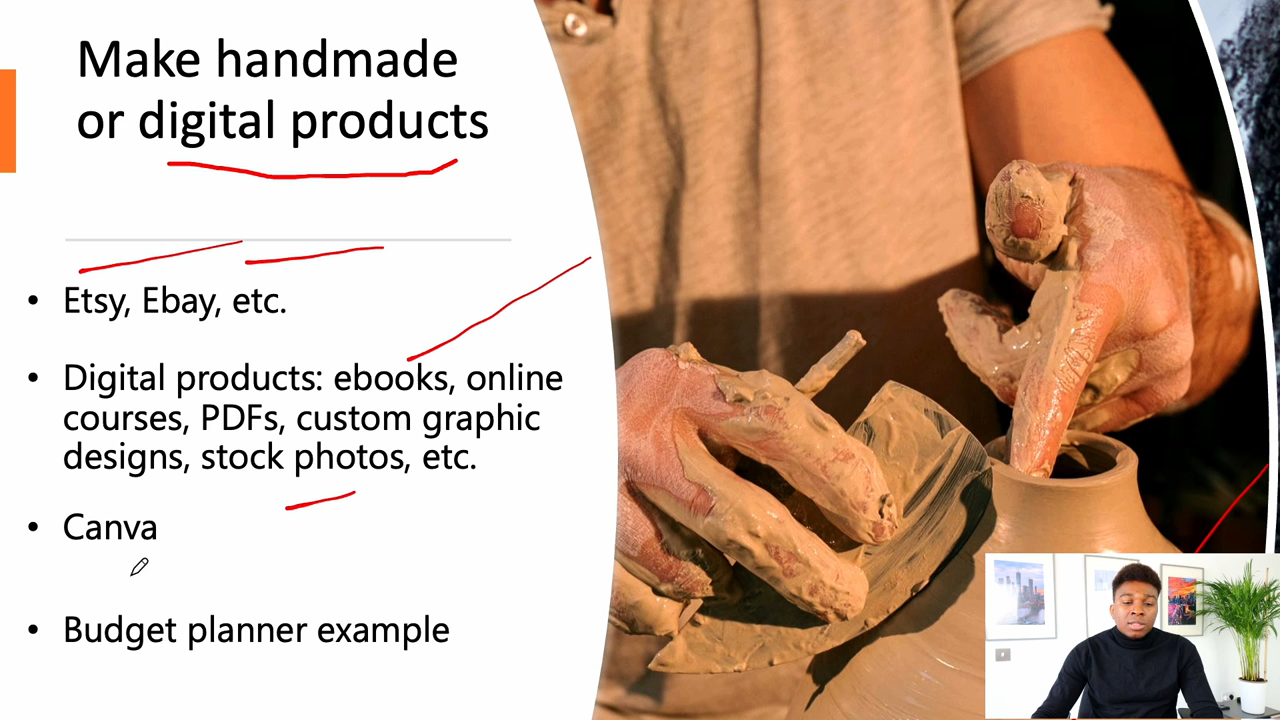 Make handmade
or digital products
• Etsy, Ebay, etc.
• Digital products: ebooks, online
courses, PDFs, custom graphic
designs, stock photos, etc.
• Canva
• Budget planner example